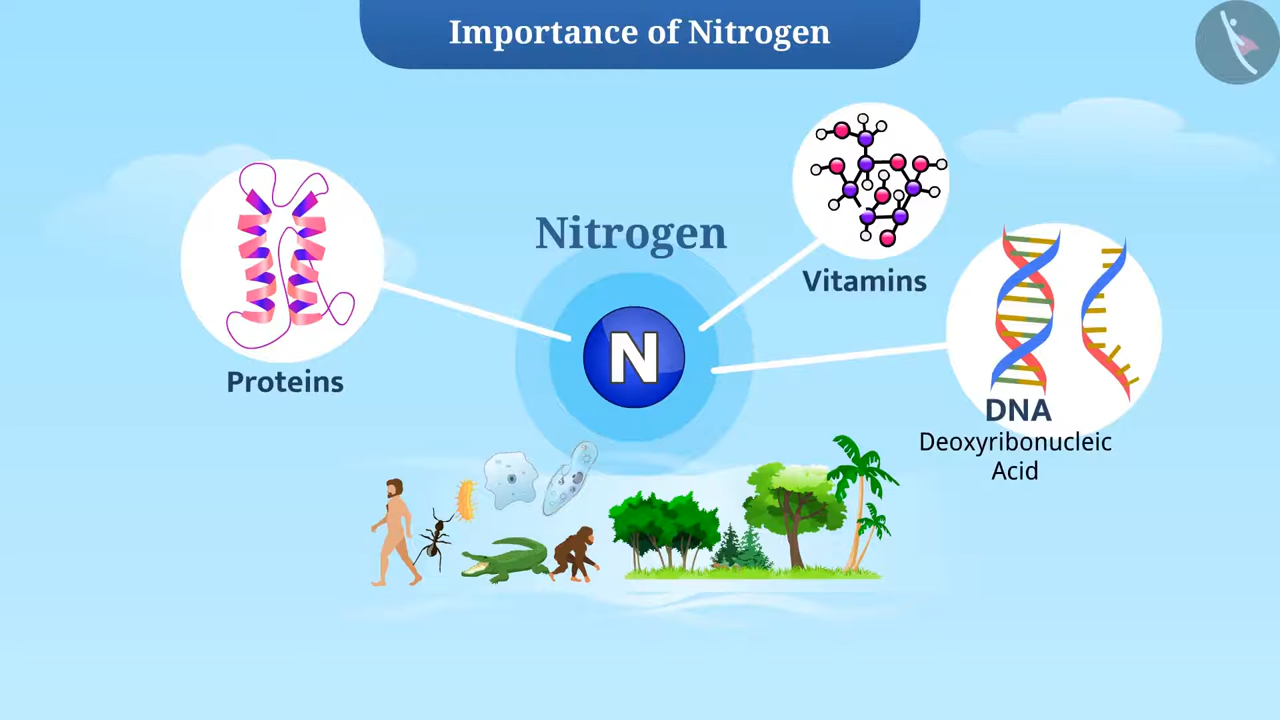 Importance of Nitrogen
Nitrogen
N
Proteins
Vitamins
DNA
Deoxyribonucleic
Acid